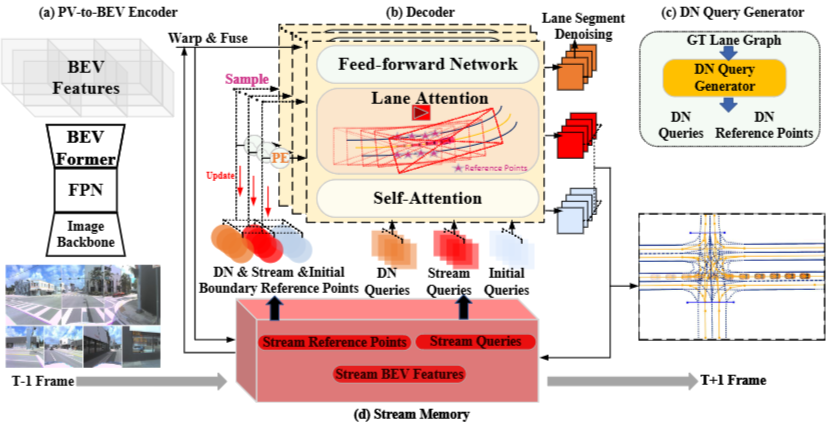 (a) PV-to-BEV Encoder
(b) Decoder
Lane Segment
Denoising
(c) DN Query Generator
Warp & Fuse
BEV
Features
Sample
Feed-forward Network
Lane Attention
Reference Points
PE
Update
Self-Attention
GT Lane Graph
DN Query
Generator
DN
Queries
DN
Reference Points
BEV
Former
FPN
Image
Backbone
DN & Stream &Initial
Boundary Reference Points
DN
Queries
Stream
Queries
Initial
Queries
Stream Reference Points
Stream Queries
Stream BEV Features
T-1 Frame
T+1 Frame
(d) Stream Memory